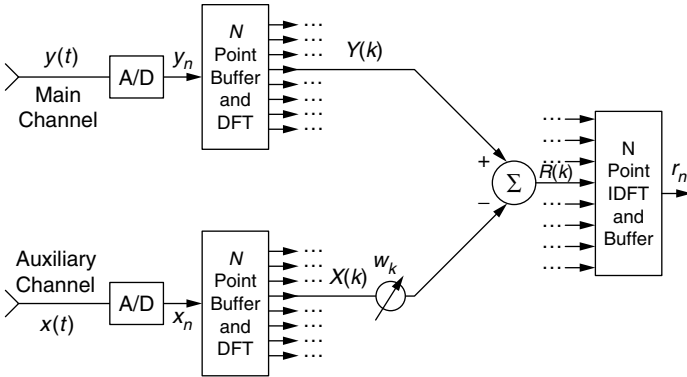 y(t)
Main
Channel
A/D
y_n
N
Point
Buffer
and
DFT
...
...
...
...
...
...
...
Y(k)
+
−
Σ
R(k)
...
...
...
...
...
...
...
N
Point
IDFT
and
Buffer
r_n
Auxiliary
Channel
x(t)
A/D
x_n
N
Point
Buffer
and
DFT
...
...
...
...
...
...
...
X(k)
w_k